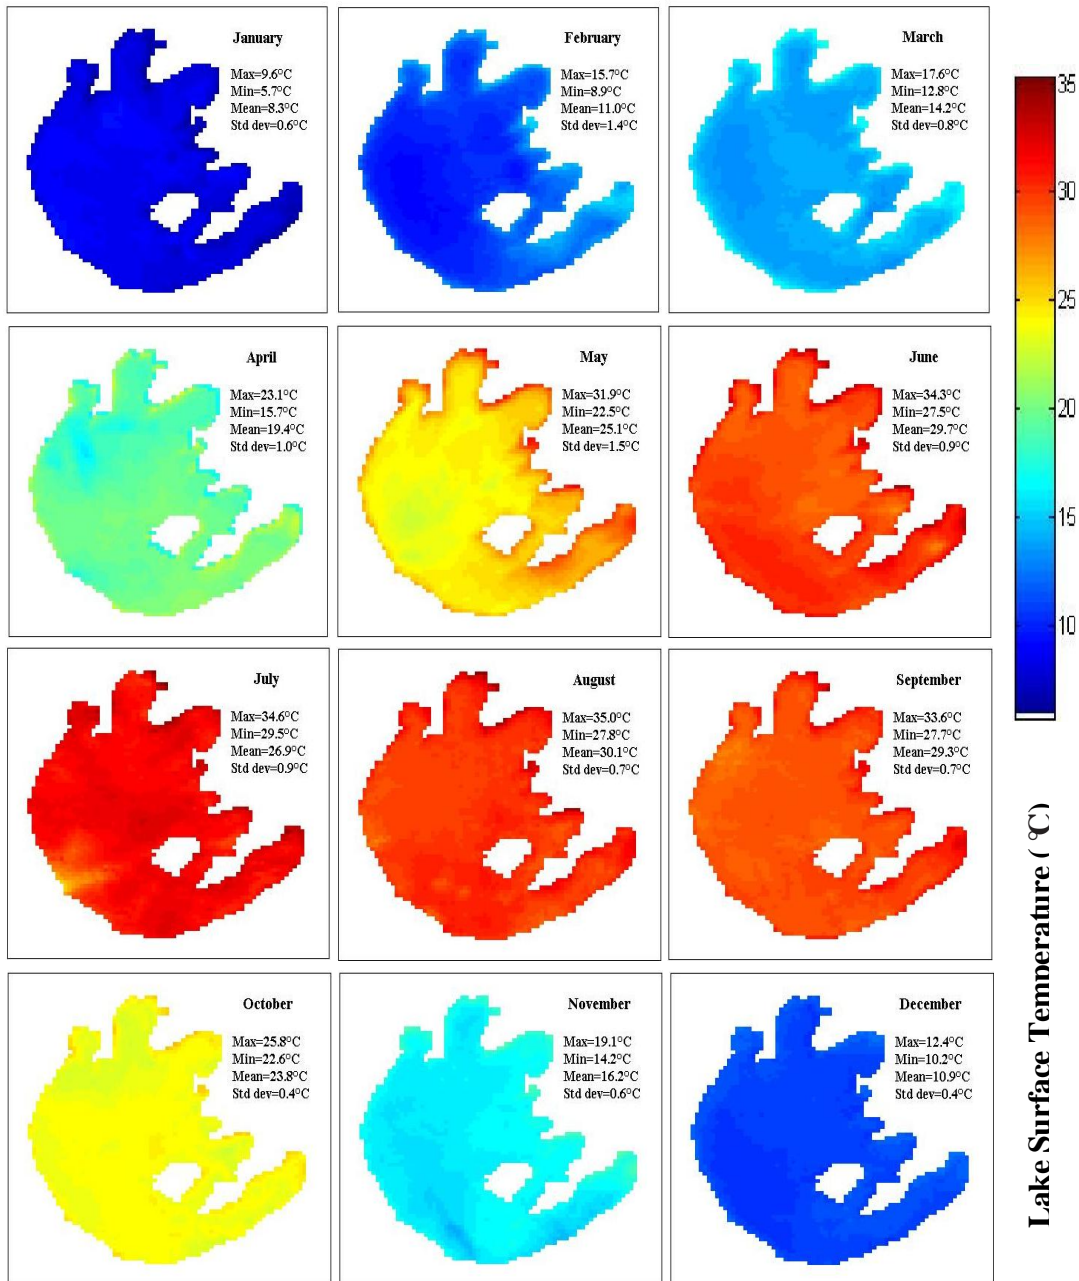 January
Max=9.6°C
Min=5.7°C
Mean=8.3°C
Std dev=0.6°C
February
Max=15.7°C
Min=8.9°C
Mean=11.0°C
Std dev=1.4°C
March
Max=17.6°C
Min=12.8°C
Mean=14.2°C
Std dev=0.8°C
April
Max=23.1°C
Min=15.7°C
Mean=19.4°C
Std dev=1.0°C
May
Max=31.9°C
Min=22.5°C
Mean=25.1°C
Std dev=1.5°C
June
Max=34.3°C
Min=27.5°C
Mean=29.7°C
Std dev=0.9°C
July
Max=34.6°C
Min=29.5°C
Mean=26.9°C
Std dev=0.9°C
August
Max=35.0°C
Min=27.8°C
Mean=30.1°C
Std dev=0.7°C
September
Max=33.6°C
Min=27.7°C
Mean=29.3°C
Std dev=0.7°C
October
Max=25.8°C
Min=22.6°C
Mean=23.8°C
Std dev=0.4°C
November
Max=19.1°C
Min=14.2°C
Mean=16.2°C
Std dev=0.6°C
December
Max=12.4°C
Min=10.2°C
Mean=10.9°C
Std dev=0.4°C
35
30
25
20
15
10
Lake Surface Temperature (℃)